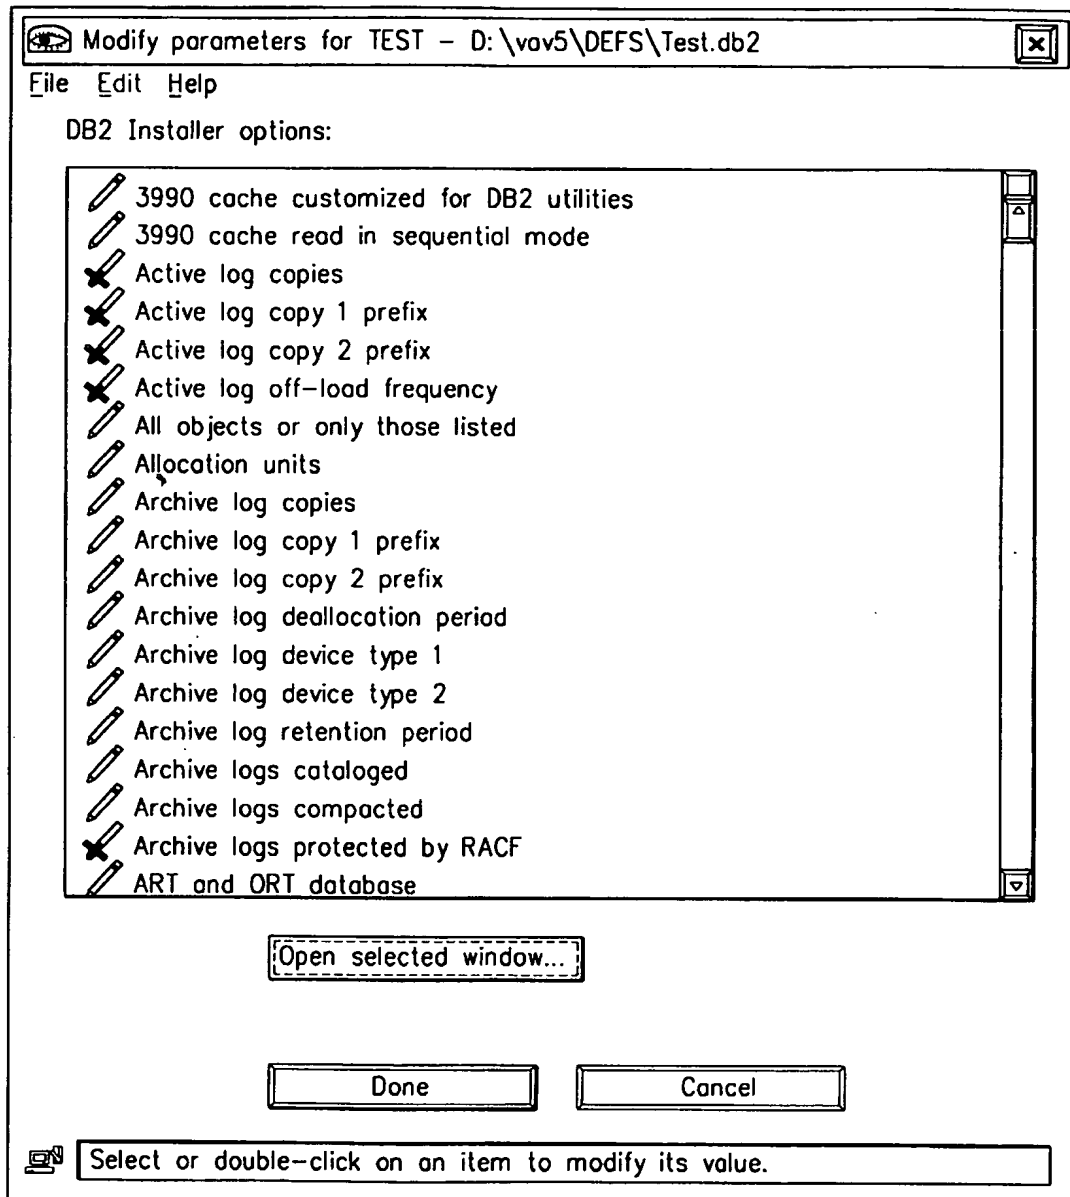 Modify parameters for TEST – D:\vav5\DEFS\Test.db2
File Edit Help
DB2 Installer options:
3990 cache customized for DB2 utilities
3990 cache read in sequential mode
Active log copies
Active log copy 1 prefix
Active log copy 2 prefix
Active log off–load frequency
All objects or only those listed
Allocation units
Archive log copies
Archive log copy 1 prefix
Archive log copy 2 prefix
Archive log deallocation period
Archive log device type 1
Archive log device type 2
Archive log retention period
Archive logs cataloged
Archive logs compacted
Archive logs protected by RACF
ART and ORT database
Open selected window...
Done Cancel
Select or double–click on an item to modify its value.